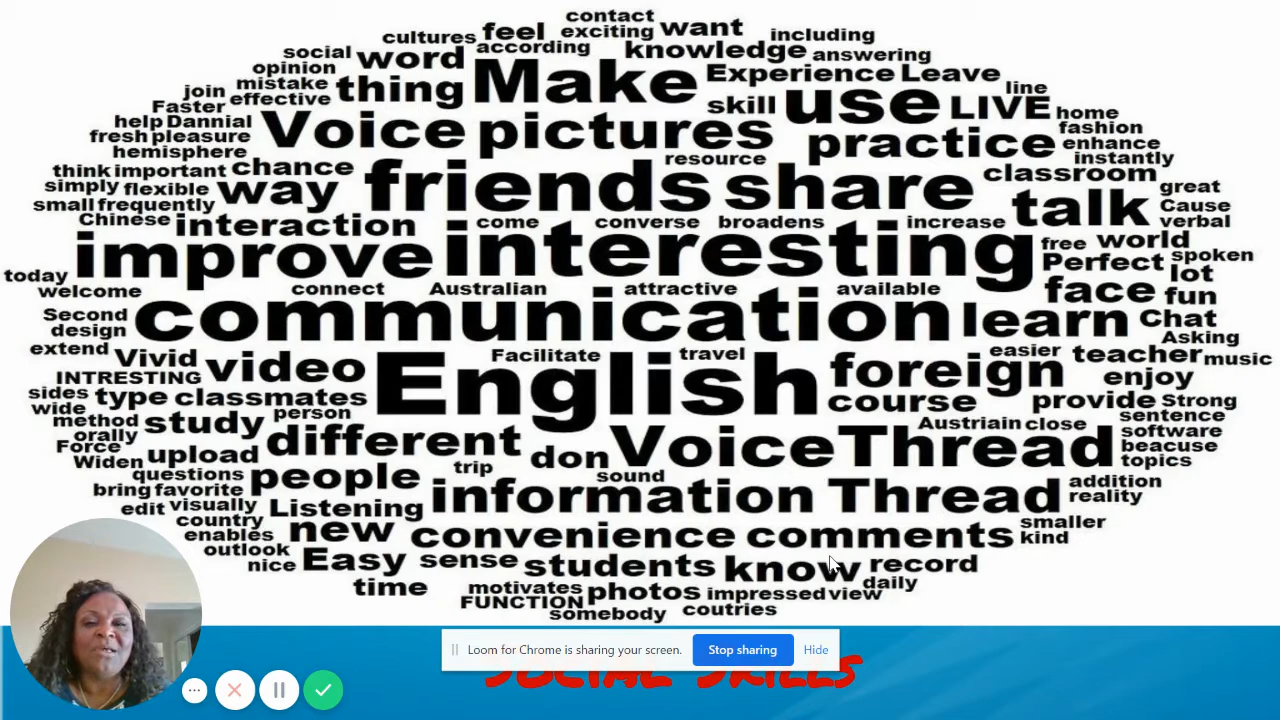 contact
cultures feel exciting want including
social word according knowledge answering
opinion
join mistake thing Make Experience Leave line
Faster effective skill use LIVE home
help Dannial Voice pictures practice fashion
fresh pleasure enhance
hemisphere resource instantly
think important chance friends share classroom
simply flexible way talk great
small frequently Cause
Chinese interaction come converse broadens increase verbal
improve interesting free world
today Perfect spoken
welcome connect Australian attractive available face lot
fun
Second communication learn Chat
design Asking
extend Vivid video Facilitate travel easier teacher music
INTRESTING English foreign enjoy
sides type classmates course provide Strong
wide person sentence
method study Austriain close software
orally different VoiceThread
Force upload don beacuse
Widen topics
questions people trip sound addition
bring favorite information Thread reality
edit visually Listening
country new convenience comments smaller
enables kind
outlook Easy sense students know record
nice
time motivates photos impressed view daily
FUNCTION coutries
somebody
Loom for Chrome is sharing your screen. Stop sharing Hide
SOCIAL SKILLS